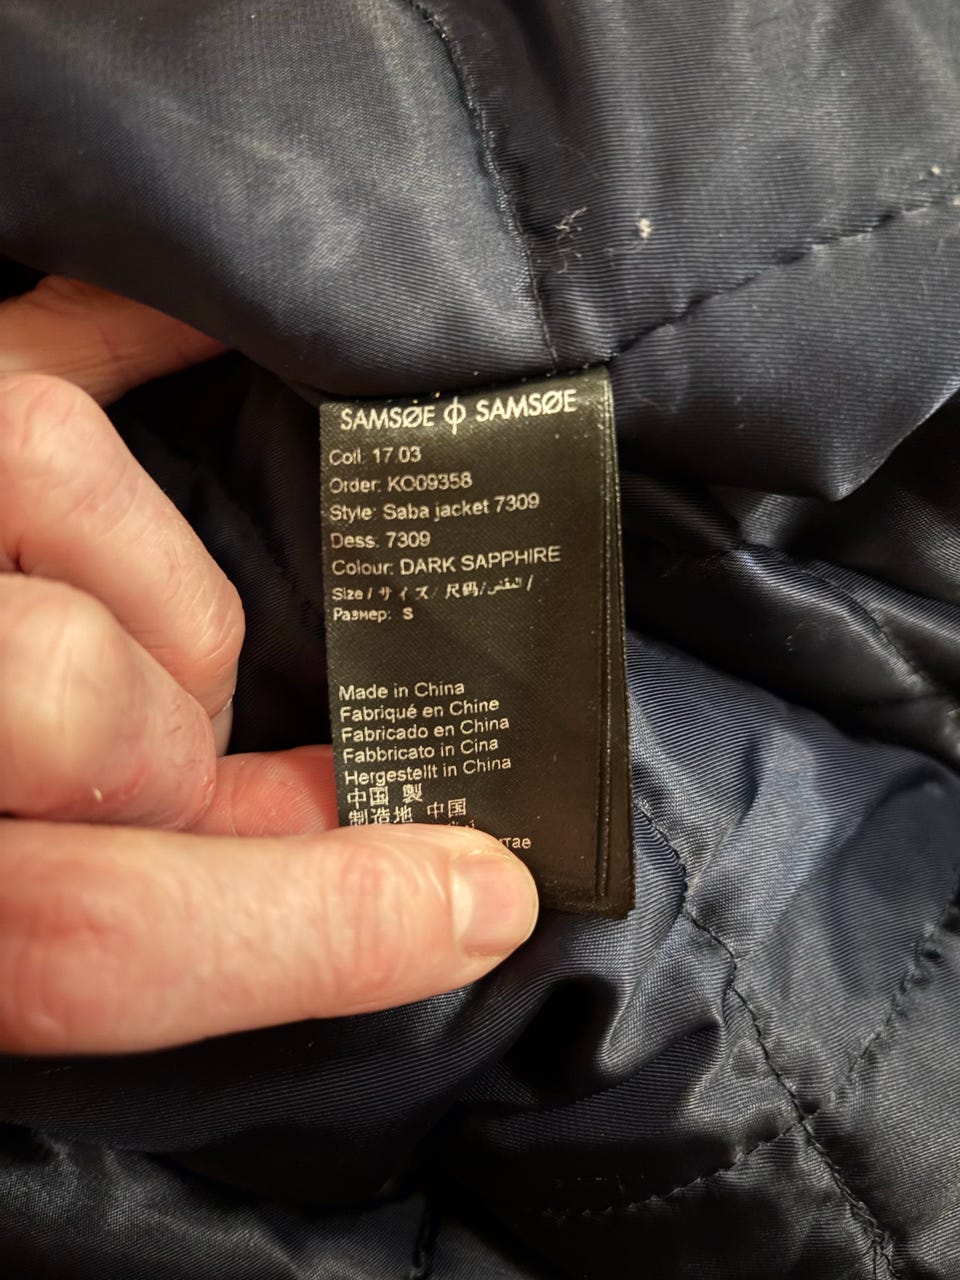 SAMSØE ϕ SAMSØE
Coll: 17.03
Order: KO09358
Style: Saba jacket 7309
Dess: 7309
Colour: DARK SAPPHIRE
Size / サイズ / 尺码/المقاس /
Размер: S
Made in China
Fabriqué en Chine
Fabricado en China
Fabbricato in Cina
Hergestellt in China
中国 製
制造地 中国